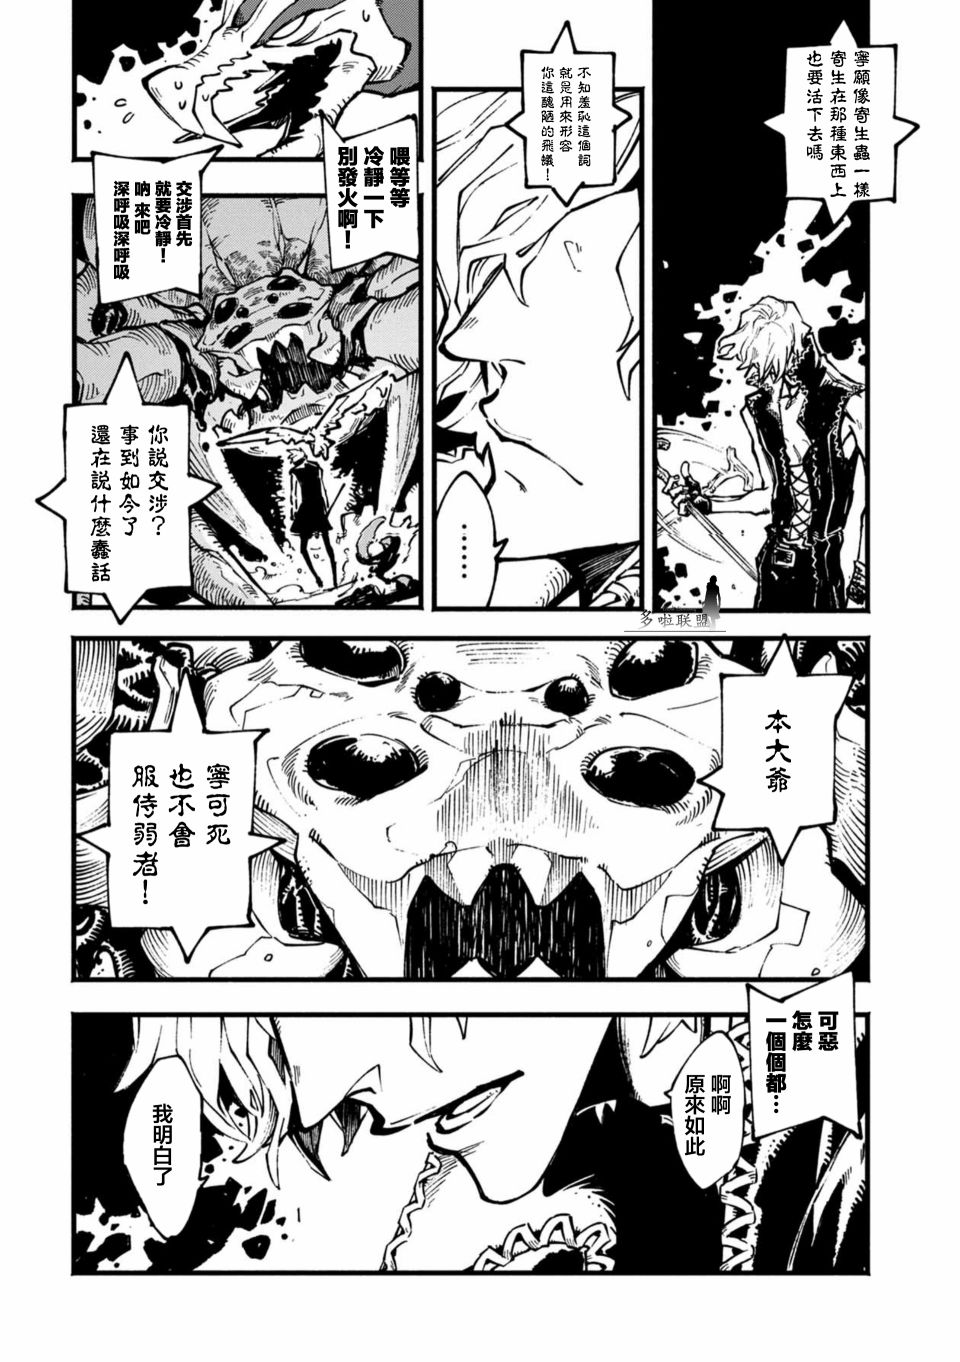 寧願像寄生蟲一樣
寄生在那種東西上
也要活下去嗎
不知羞恥這個詞
就是用來形容
你這醜陋的飛蟻！
……
喂等等
冷靜一下
別發火啊！
交涉首先
就要冷靜！
吶 來吧
深呼吸深呼吸
你說交涉？
事到如今了
還在說什麼蠢話
多啦联盟
本大爺
寧可死
也不會
服侍弱者！
可惡
怎麼
一個個都…
啊啊
原來如此
我明白了